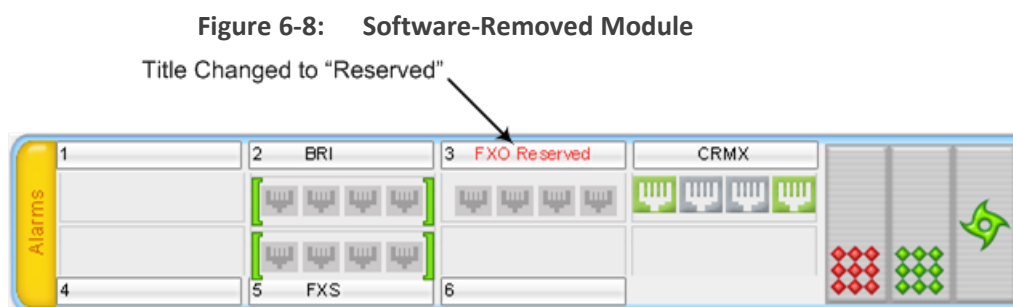 Figure 6-8: Software-Removed Module
Title Changed to “Reserved”
1
2 BRI
3 FXO Reserved
CRMX
Alarms
4
5 FXS
6